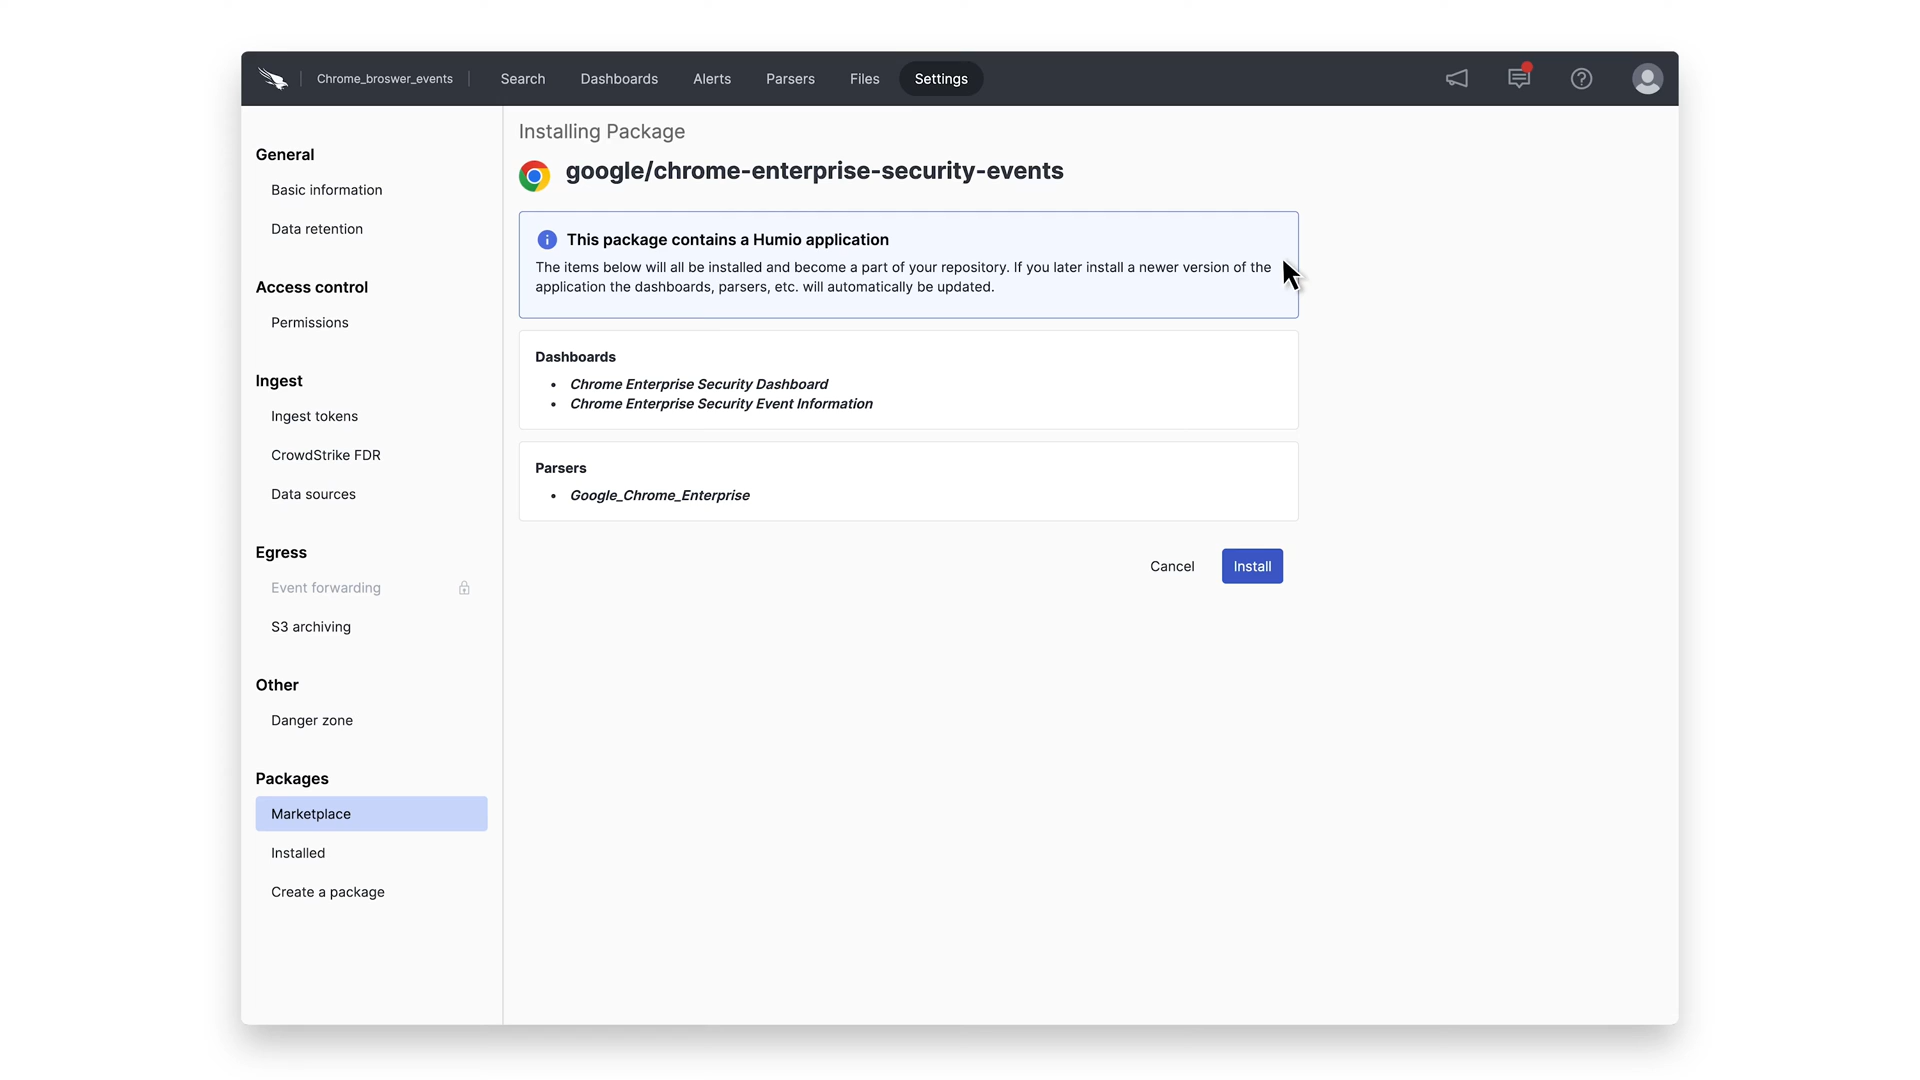 Chrome_broswer_events
Search
Dashboards
Alerts
Parsers
Files
Settings
General
Basic information
Data retention
Access control
Permissions
Ingest
Ingest tokens
CrowdStrike FDR
Data sources
Egress
Event forwarding
S3 archiving
Other
Danger zone
Packages
Marketplace
Installed
Create a package
Installing Package
google/chrome-enterprise-security-events
This package contains a Humio application
The items below will all be installed and become a part of your repository. If you later install a newer version of the
application the dashboards, parsers, etc. will automatically be updated.
Dashboards
• Chrome Enterprise Security Dashboard
• Chrome Enterprise Security Event Information
Parsers
• Google_Chrome_Enterprise
Cancel
Install